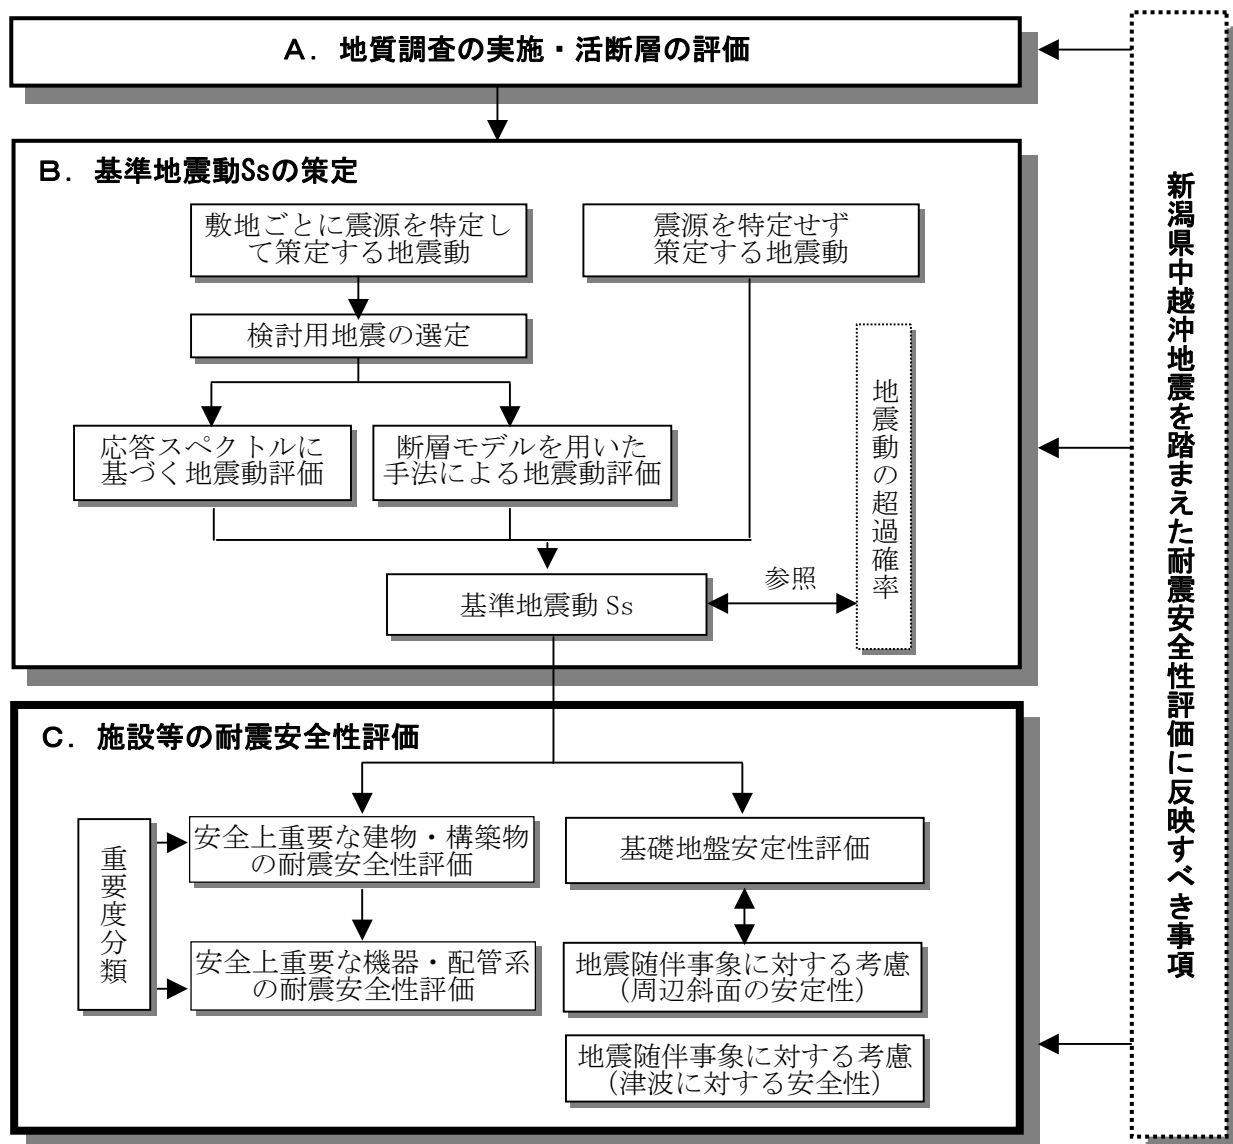 A．地質調査の実施・活断層の評価
B．基準地震動Ssの策定
敷地ごとに震源を特定し
て策定する地震動
震源を特定せず
策定する地震動
検討用地震の選定
応答スペクトルに
基づく地震動評価
断層モデルを用いた
手法による地震動評価
地震動の超過確率
参照
基準地震動 Ss
C．施設等の耐震安全性評価
重要度分類
安全上重要な建物・構築物
の耐震安全性評価
安全上重要な機器・配管系
の耐震安全性評価
基礎地盤安定性評価
地震随伴事象に対する考慮
（周辺斜面の安定性）
地震随伴事象に対する考慮
（津波に対する安全性）
新潟県中越沖地震を踏まえた耐震安全性評価に反映すべき事項